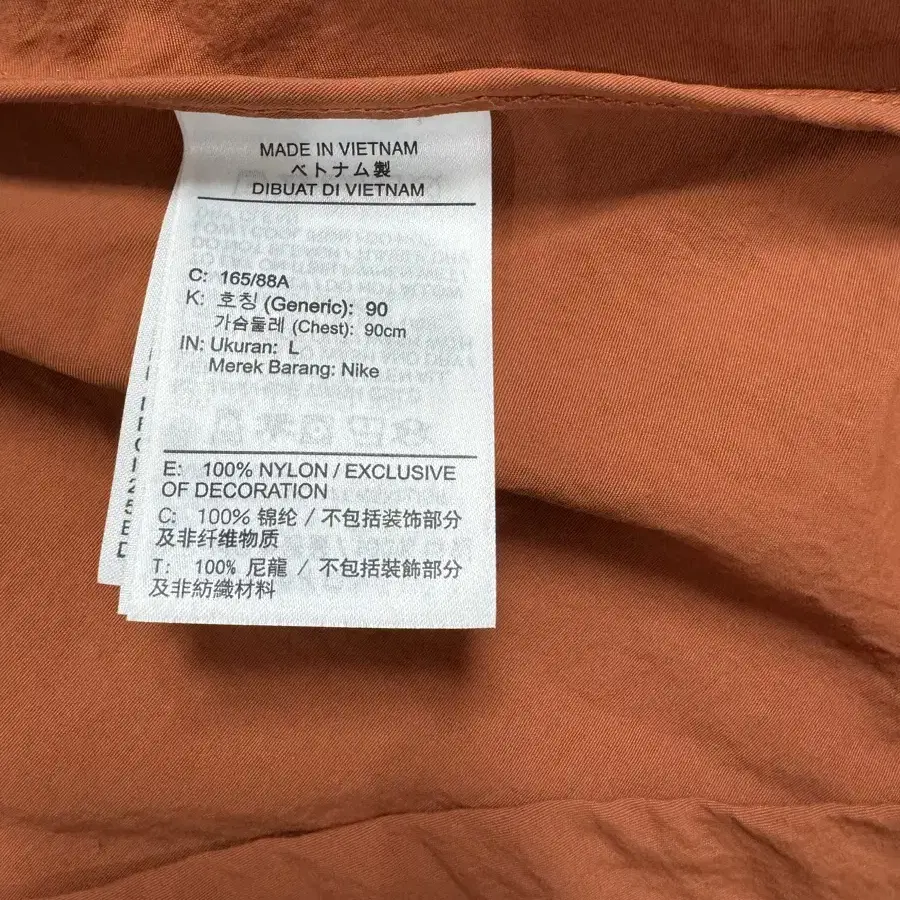 MADE IN VIETNAM
ベトナム製
DIBUAT DI VIETNAM
C: 165/88A
K: 호칭 (Generic): 90
가슴둘레 (Chest): 90cm
IN: Ukuran: L
Merek Barang: Nike
E: 100% NYLON / EXCLUSIVE
OF DECORATION
C: 100% 锦纶 / 不包括装饰部分
及非纤维物质
T: 100% 尼龍 / 不包括裝飾部分
及非紡織材料